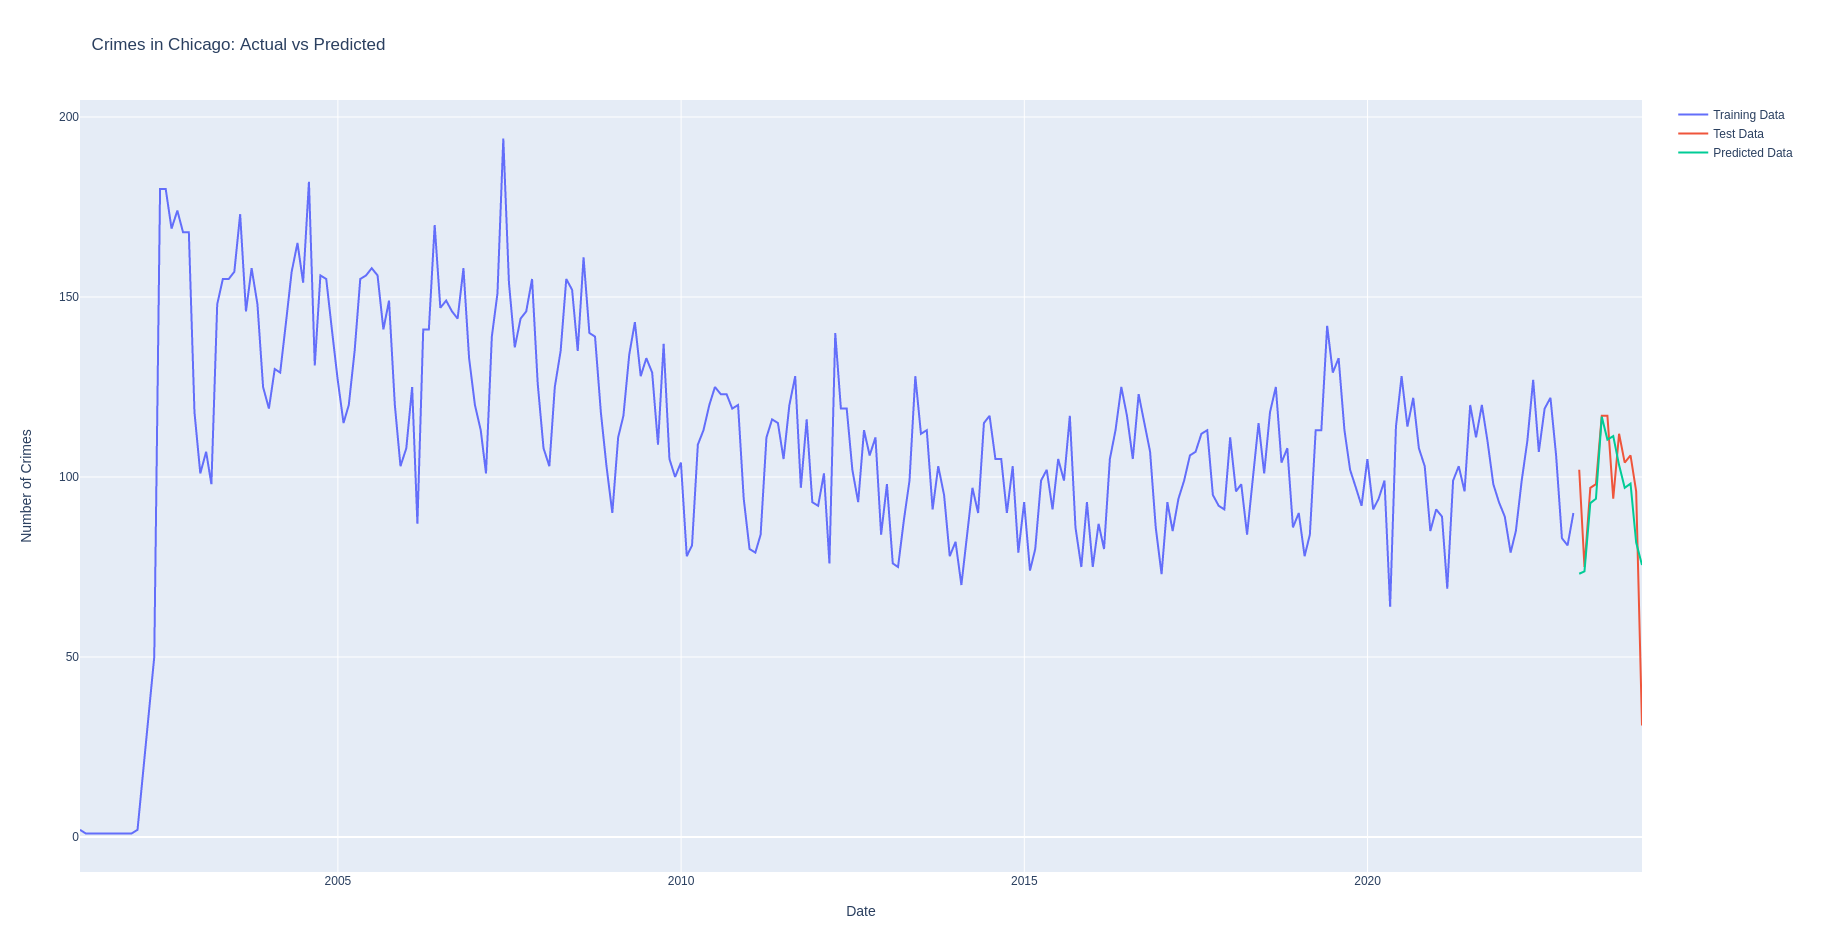 Crimes in Chicago: Actual vs Predicted
Training Data
Test Data
Predicted Data
Number of Crimes
200
150
100
50
0
2005
2010
2015
2020
Date